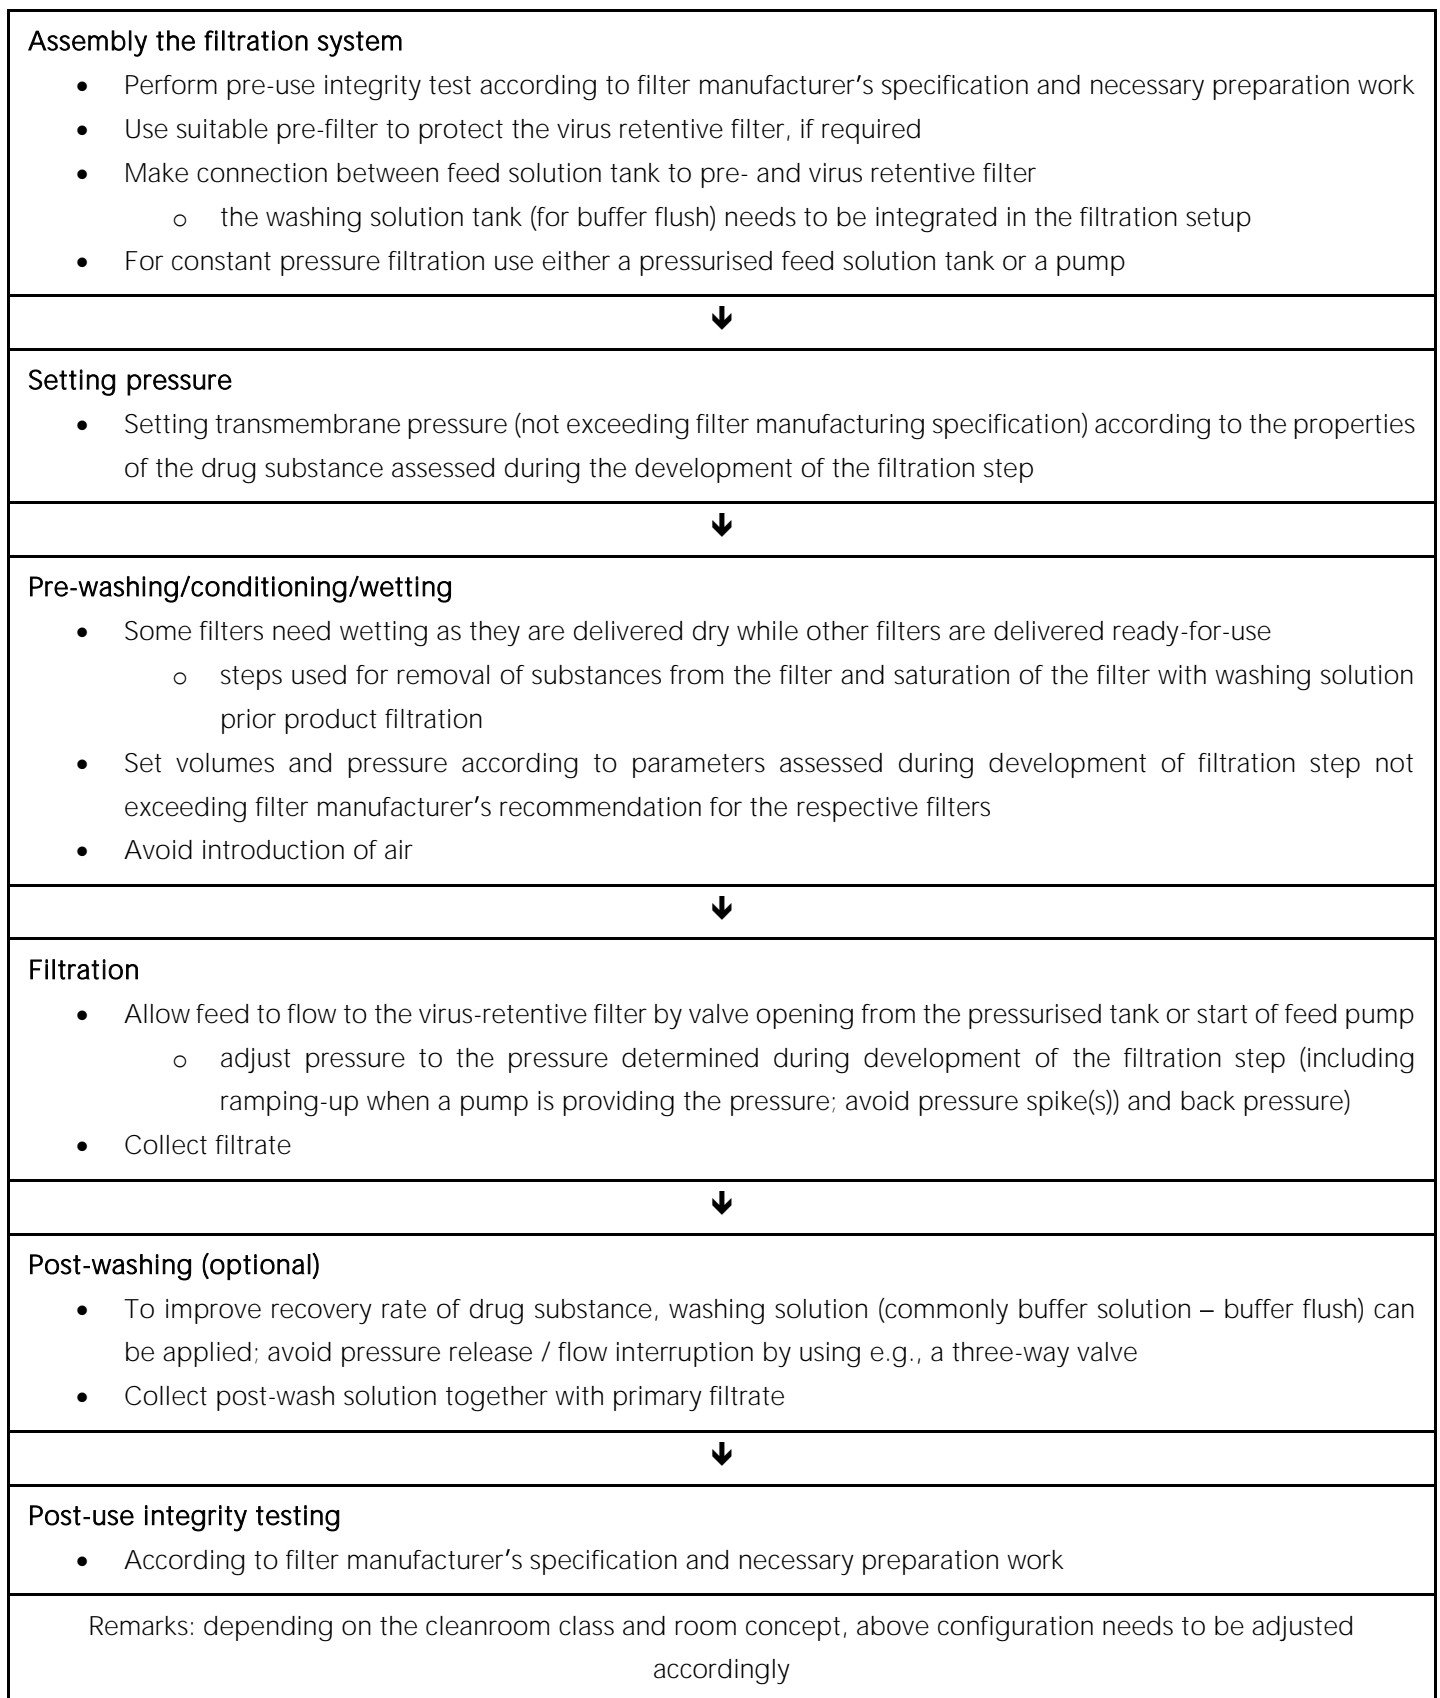 Assembly the filtration system
• Perform pre-use integrity test according to filter manufacturer's specification and necessary preparation work
• Use suitable pre-filter to protect the virus retentive filter, if required
• Make connection between feed solution tank to pre- and virus retentive filter
o the washing solution tank (for buffer flush) needs to be integrated in the filtration setup
• For constant pressure filtration use either a pressurised feed solution tank or a pump
↓
Setting pressure
• Setting transmembrane pressure (not exceeding filter manufacturing specification) according to the properties
of the drug substance assessed during the development of the filtration step
↓
Pre-washing/conditioning/wetting
• Some filters need wetting as they are delivered dry while other filters are delivered ready-for-use
o steps used for removal of substances from the filter and saturation of the filter with washing solution
prior product filtration
• Set volumes and pressure according to parameters assessed during development of filtration step not
exceeding filter manufacturer's recommendation for the respective filters
• Avoid introduction of air
↓
Filtration
• Allow feed to flow to the virus-retentive filter by valve opening from the pressurised tank or start of feed pump
o adjust pressure to the pressure determined during development of the filtration step (including
ramping-up when a pump is providing the pressure; avoid pressure spike(s)) and back pressure)
• Collect filtrate
↓
Post-washing (optional)
• To improve recovery rate of drug substance, washing solution (commonly buffer solution – buffer flush) can
be applied; avoid pressure release / flow interruption by using e.g., a three-way valve
• Collect post-wash solution together with primary filtrate
↓
Post-use integrity testing
• According to filter manufacturer's specification and necessary preparation work
Remarks: depending on the cleanroom class and room concept, above configuration needs to be adjusted
accordingly